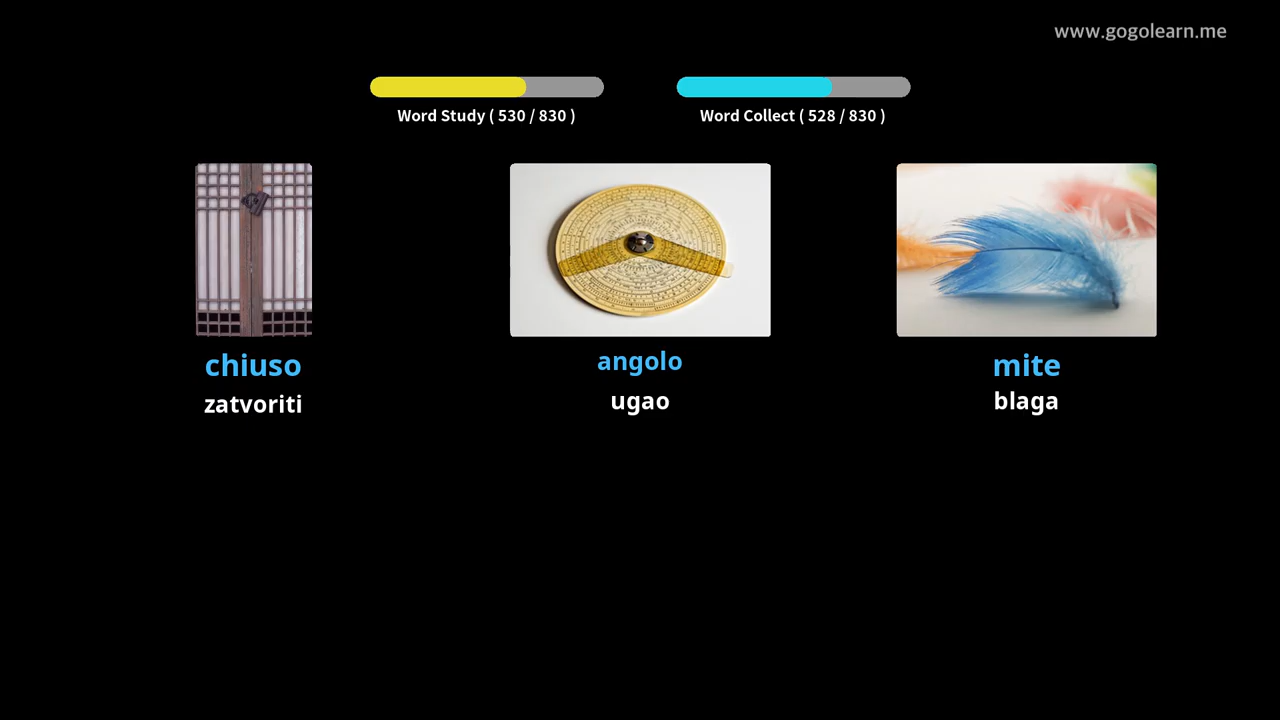 www.gogolearn.me
Word Study ( 530 / 830 )
Word Collect ( 528 / 830 )
chiuso
zatvoriti
angolo
ugao
mite
blaga